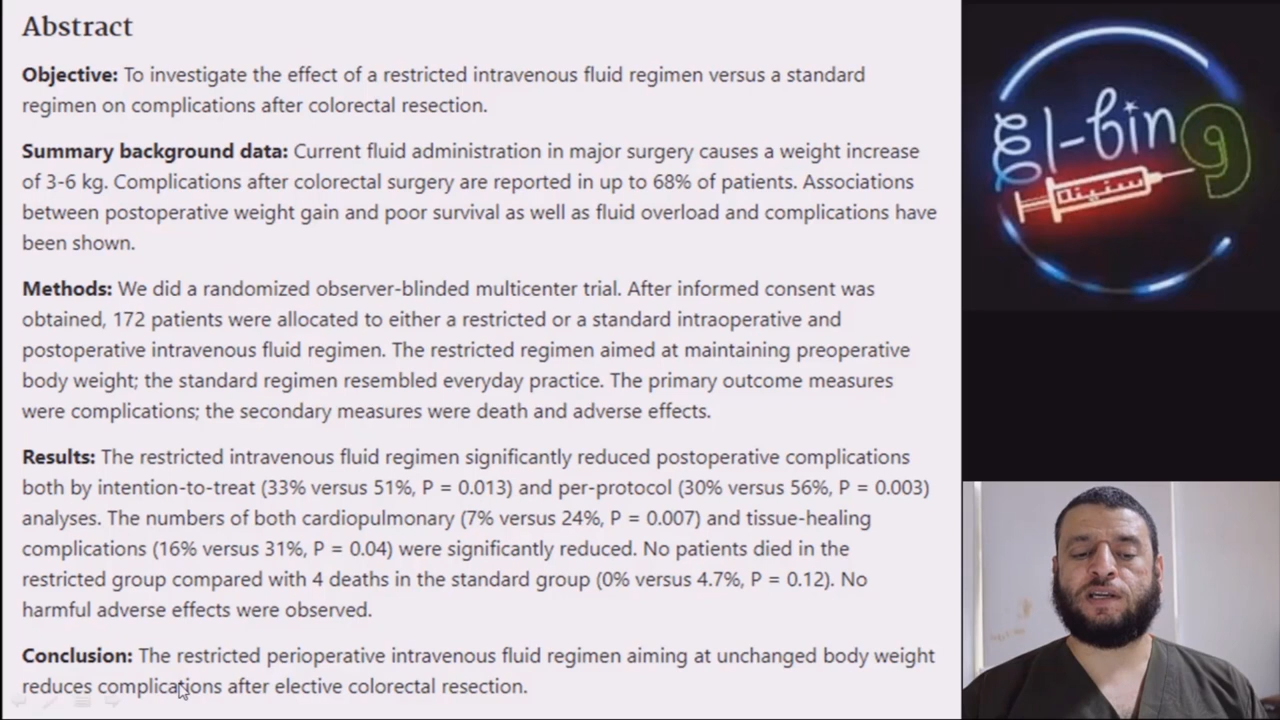 Abstract
Objective: To investigate the effect of a restricted intravenous fluid regimen versus a standard
regimen on complications after colorectal resection.
Summary background data: Current fluid administration in major surgery causes a weight increase
of 3-6 kg. Complications after colorectal surgery are reported in up to 68% of patients. Associations
between postoperative weight gain and poor survival as well as fluid overload and complications have
been shown.
Methods: We did a randomized observer-blinded multicenter trial. After informed consent was
obtained, 172 patients were allocated to either a restricted or a standard intraoperative and
postoperative intravenous fluid regimen. The restricted regimen aimed at maintaining preoperative
body weight; the standard regimen resembled everyday practice. The primary outcome measures
were complications; the secondary measures were death and adverse effects.
Results: The restricted intravenous fluid regimen significantly reduced postoperative complications
both by intention-to-treat (33% versus 51%, P = 0.013) and per-protocol (30% versus 56%, P = 0.003)
analyses. The numbers of both cardiopulmonary (7% versus 24%, P = 0.007) and tissue-healing
complications (16% versus 31%, P = 0.04) were significantly reduced. No patients died in the
restricted group compared with 4 deaths in the standard group (0% versus 4.7%, P = 0.12). No
harmful adverse effects were observed.
Conclusion: The restricted perioperative intravenous fluid regimen aiming at unchanged body weight
reduces complications after elective colorectal resection.
El-bing